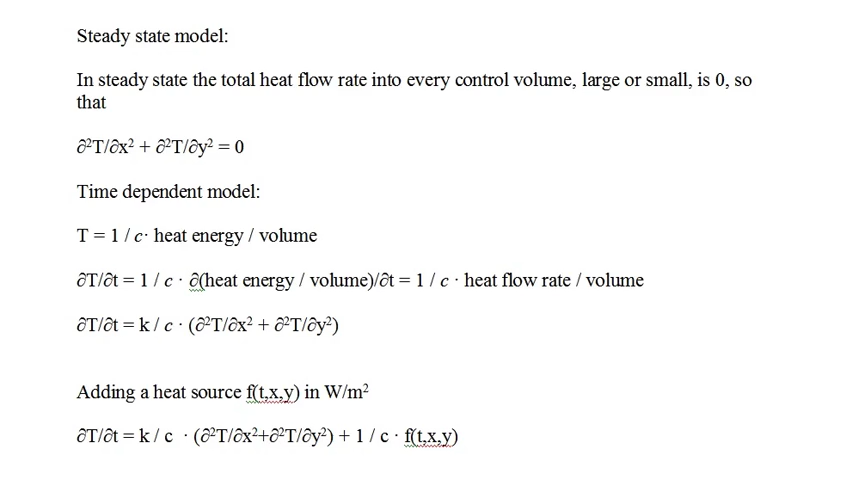 Steady state model:
In steady state the total heat flow rate into every control volume, large or small, is 0, so
that
∂²T/∂x² + ∂²T/∂y² = 0
Time dependent model:
T = 1 / c· heat energy / volume
∂T/∂t = 1 / c · ∂(heat energy / volume)/∂t = 1 / c · heat flow rate / volume
∂T/∂t = k / c · (∂²T/∂x² + ∂²T/∂y²)
Adding a heat source f(t,x,y) in W/m²
∂T/∂t = k / c · (∂²T/∂x²+∂²T/∂y²) + 1 / c · f(t,x,y)